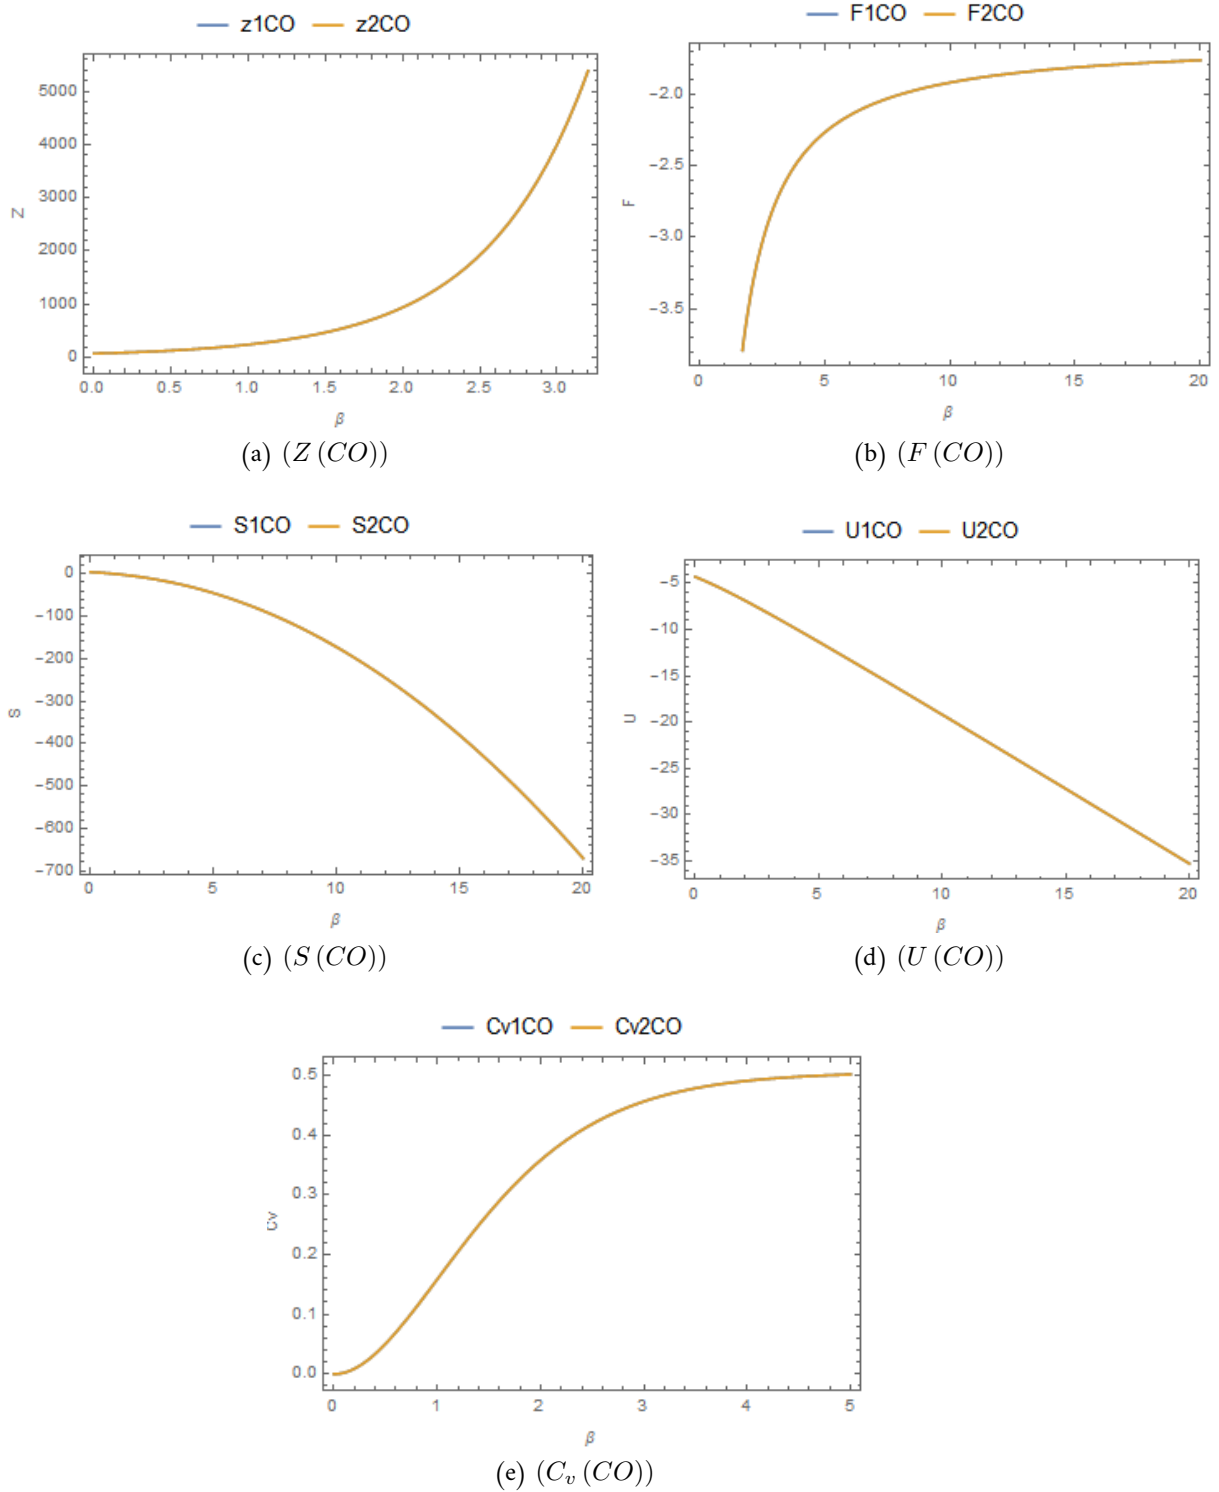 z1CO z2CO
5000
4000
3000
2000
1000
0
Z
0.0 0.5 1.0 1.5 2.0 2.5 3.0
β
(a) (Z (CO))
F1CO F2CO
−2.0
−2.5
−3.0
−3.5
F
0 5 10 15 20
β
(b) (F (CO))
S1CO S2CO
0
−100
−200
−300
−400
−500
−600
−700
S
0 5 10 15 20
β
(c) (S (CO))
U1CO U2CO
−5
−10
−15
−20
−25
−30
−35
U
0 5 10 15 20
β
(d) (U (CO))
Cv1CO Cv2CO
0.5
0.4
0.3
0.2
0.1
0.0
Cv
0 1 2 3 4 5
β
(e) (Cv (CO))